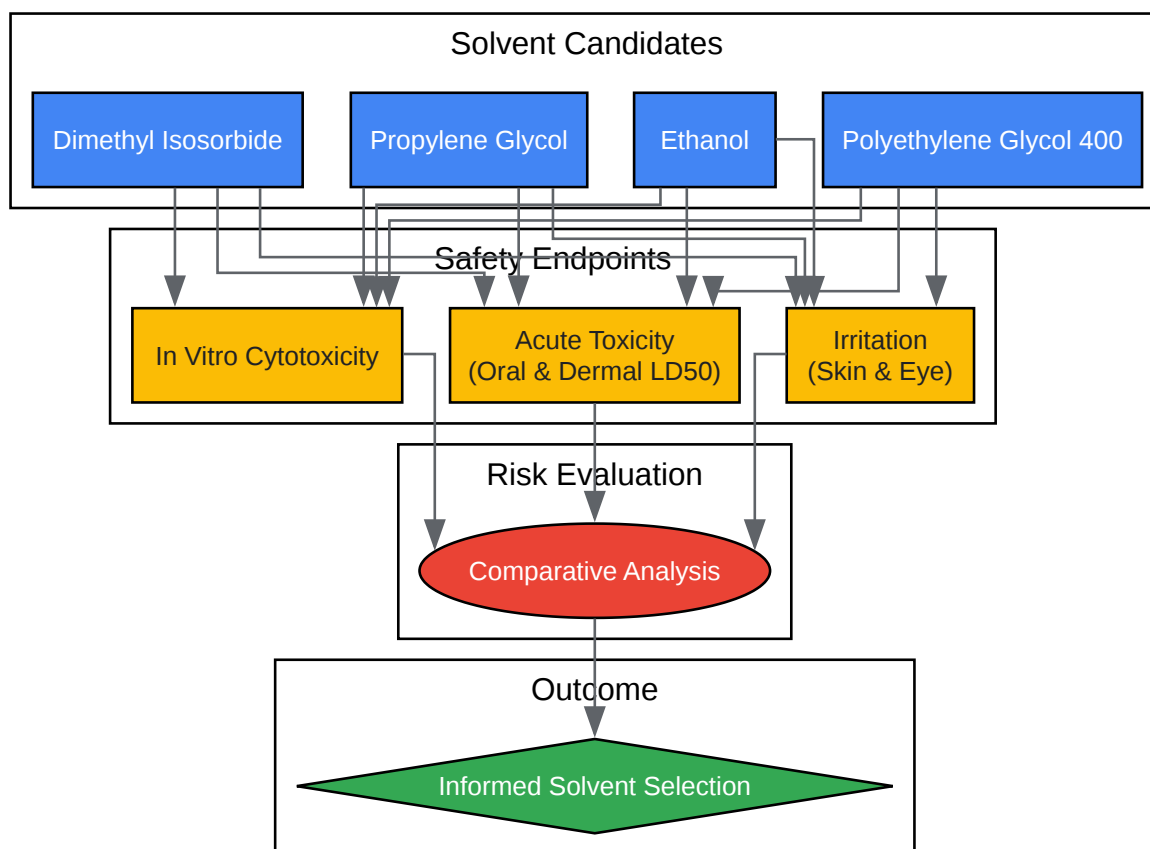 Solvent Candidates
Dimethyl Isosorbide
Propylene Glycol
Ethanol
Polyethylene Glycol 400
Safety Endpoints
In Vitro Cytotoxicity
Acute Toxicity
(Oral & Dermal LD50)
Irritation
(Skin & Eye)
Risk Evaluation
Comparative Analysis
Outcome
Informed Solvent Selection